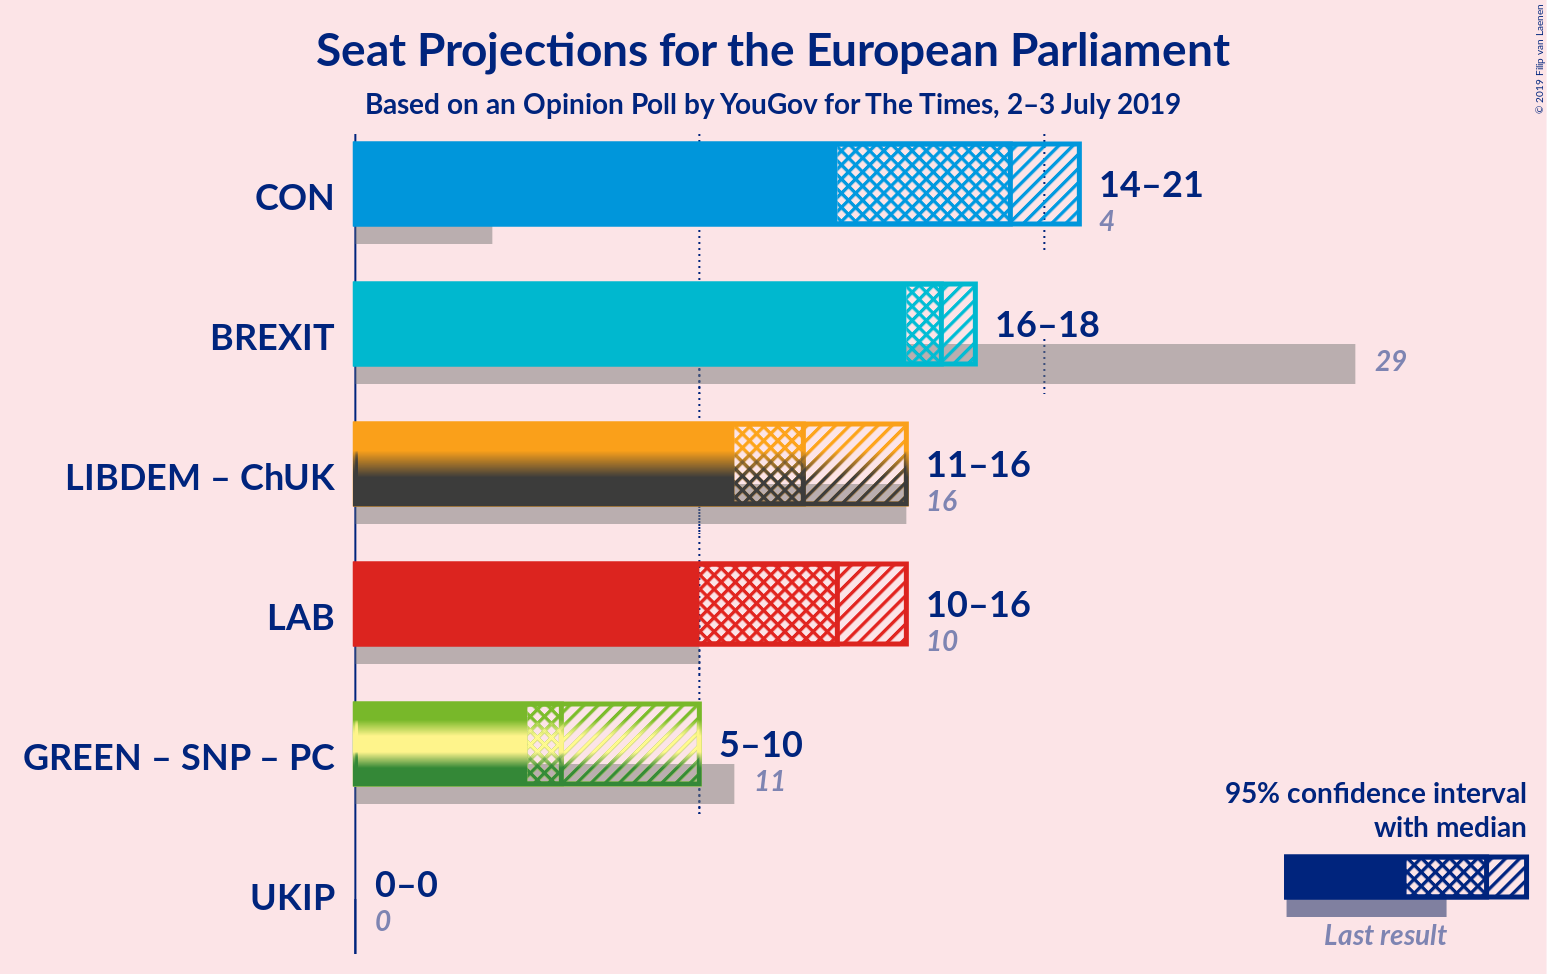 Seat Projections for the European Parliament
Based on an Opinion Poll by YouGov for The Times, 2–3 July 2019
© 2019 Filip van Laenen
CON
14–21
4
BREXIT
16–18
29
LIBDEM – ChUK
11–16
16
LAB
10–16
10
GREEN – SNP – PC
5–10
11
UKIP
0–0
0
95% confidence interval
with median
Last result